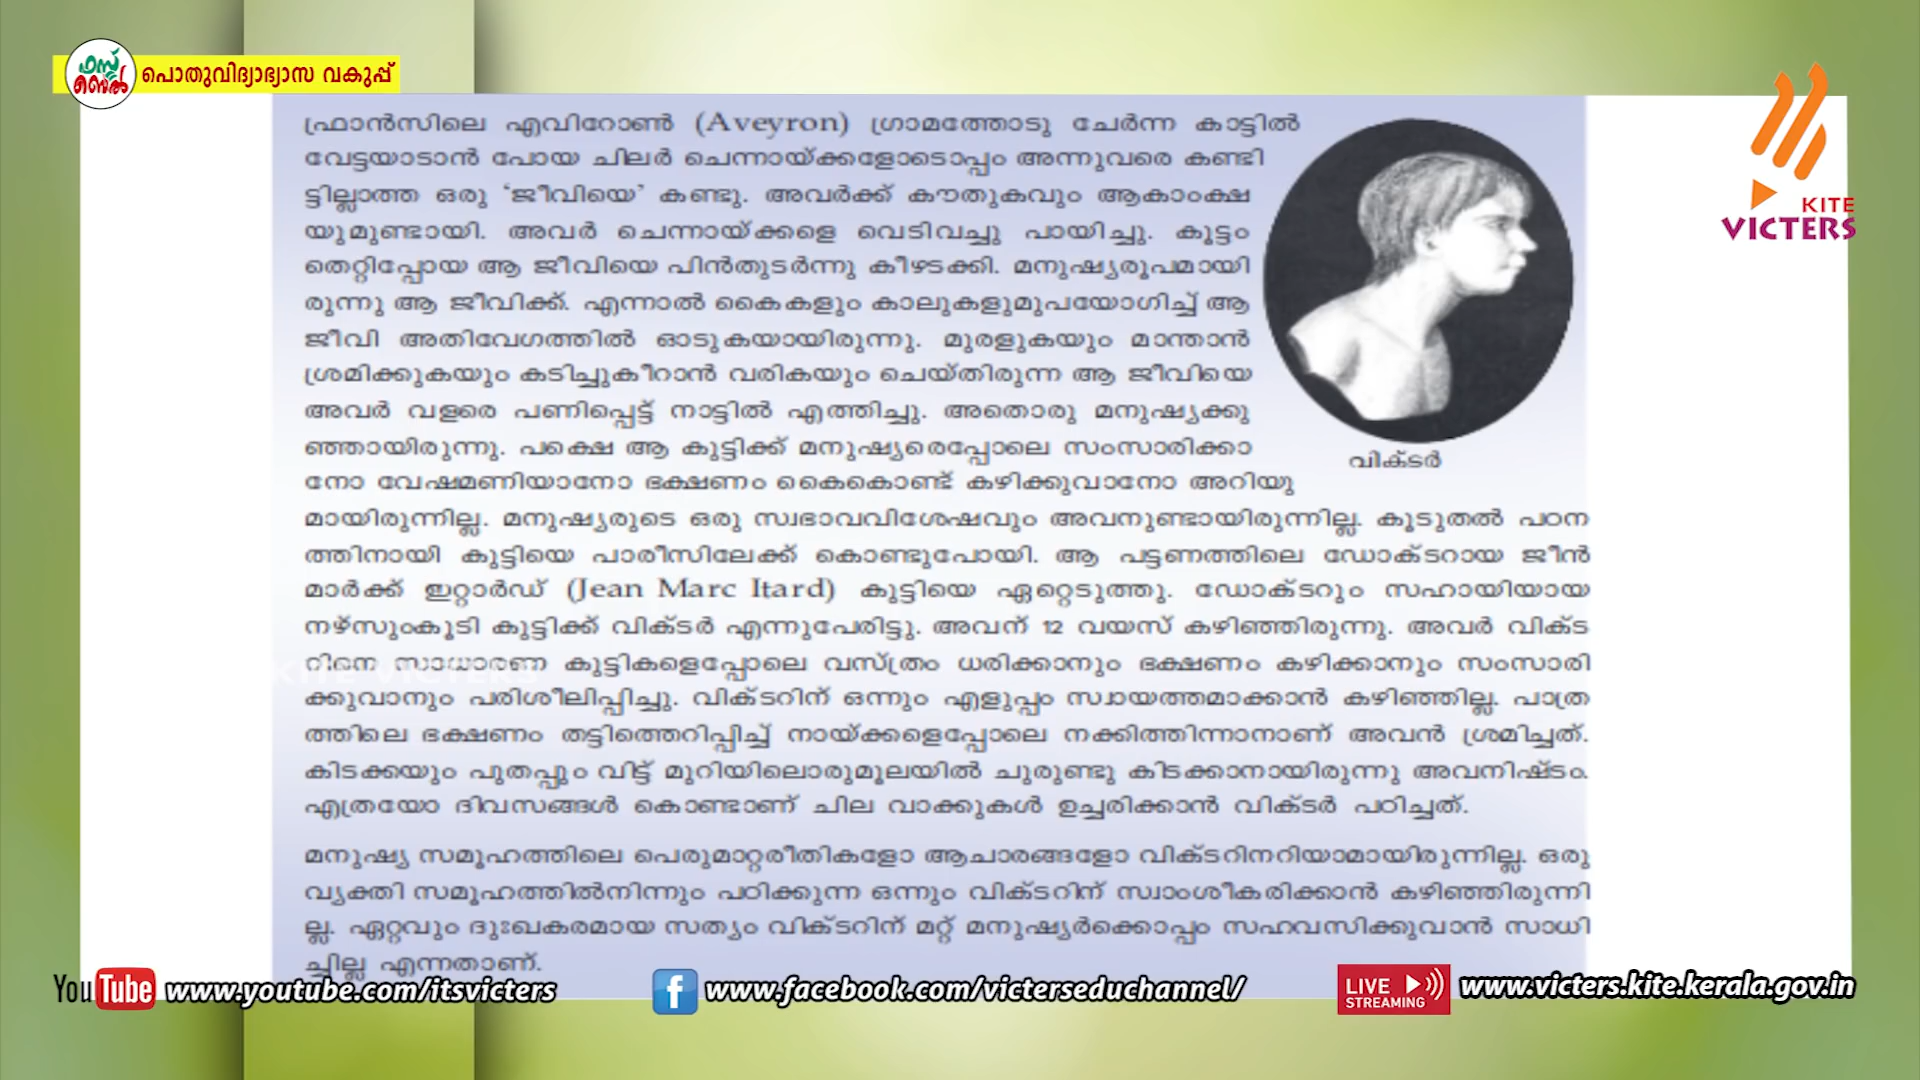 ഫസ്റ്റ് ബെൽ
പൊതുവിദ്യാഭ്യാസ വകുപ്പ്
KITE
VICTERS
ഫ്രാൻസിലെ എവിറോൺ (Aveyron) ഗ്രാമത്തോടു ചേർന്ന കാട്ടിൽ
വേട്ടയാടാൻ പോയ ചിലർ ചെന്നായ്ക്കളോടൊപ്പം അന്നുവരെ കണ്ടി
ട്ടില്ലാത്ത ഒരു ‘ജീവിയെ’ കണ്ടു. അവർക്ക് കൗതുകവും ആകാംക്ഷ
യുമുണ്ടായി. അവർ ചെന്നായ്ക്കളെ വെടിവച്ചു പായിച്ചു. കൂട്ടം
തെറ്റിപ്പോയ ആ ജീവിയെ പിൻതുടർന്നു കീഴടക്കി. മനുഷ്യരൂപമായി
രുന്നു ആ ജീവിക്ക്. എന്നാൽ കൈകളും കാലുകളുമുപയോഗിച്ച് ആ
ജീവി അതിവേഗത്തിൽ ഓടുകയായിരുന്നു. മുരളുകയും മാന്താൻ
ശ്രമിക്കുകയും കടിച്ചുകീറാൻ വരികയും ചെയ്തിരുന്ന ആ ജീവിയെ
അവർ വളരെ പണിപ്പെട്ട് നാട്ടിൽ എത്തിച്ചു. അതൊരു മനുഷ്യക്കു
ഞ്ഞായിരുന്നു. പക്ഷെ ആ കുട്ടിക്ക് മനുഷ്യരെപ്പോലെ സംസാരിക്കാ
നോ വേഷമണിയാനോ ഭക്ഷണം കൈകൊണ്ട് കഴിക്കുവാനോ അറിയു
മായിരുന്നില്ല. മനുഷ്യരുടെ ഒരു സ്വഭാവവിശേഷവും അവനുണ്ടായിരുന്നില്ല. കൂടുതൽ പഠന
ത്തിനായി കുട്ടിയെ പാരീസിലേക്ക് കൊണ്ടുപോയി. ആ പട്ടണത്തിലെ ഡോക്ടറായ ജീൻ
മാർക്ക് ഇറ്റാർഡ് (Jean Marc Itard) കുട്ടിയെ ഏറ്റെടുത്തു. ഡോക്ടറും സഹായിയായ
നഴ്സുംകൂടി കുട്ടിക്ക് വിക്ടർ എന്നുപേരിട്ടു. അവന് 12 വയസ് കഴിഞ്ഞിരുന്നു. അവർ വിക്ട
റിനെ സാധാരണ കുട്ടികളെപ്പോലെ വസ്ത്രം ധരിക്കാനും ഭക്ഷണം കഴിക്കാനും സംസാരി
ക്കുവാനും പരിശീലിപ്പിച്ചു. വിക്ടറിന് ഒന്നും എളുപ്പം സ്വായത്തമാക്കാൻ കഴിഞ്ഞില്ല. പാത്ര
ത്തിലെ ഭക്ഷണം തട്ടിത്തെറിപ്പിച്ച് നായ്ക്കളെപ്പോലെ നക്കിത്തിന്നാനാണ് അവൻ ശ്രമിച്ചത്.
കിടക്കയും പുതപ്പും വിട്ട് മുറിയിലൊരുമൂലയിൽ ചുരുണ്ടു കിടക്കാനായിരുന്നു അവനിഷ്ടം.
എത്രയോ ദിവസങ്ങൾ കൊണ്ടാണ് ചില വാക്കുകൾ ഉച്ചരിക്കാൻ വിക്ടർ പഠിച്ചത്.
മനുഷ്യ സമൂഹത്തിലെ പെരുമാറ്റരീതികളോ ആചാരങ്ങളോ വിക്ടറിനറിയാമായിരുന്നില്ല. ഒരു
വ്യക്തി സമൂഹത്തിൽനിന്നും പഠിക്കുന്ന ഒന്നും വിക്ടറിന് സ്വാംശീകരിക്കാൻ കഴിഞ്ഞിരുന്നി
ല്ല. ഏറ്റവും ദുഃഖകരമായ സത്യം വിക്ടറിന് മറ്റ് മനുഷ്യർക്കൊപ്പം സഹവസിക്കുവാൻ സാധി
ച്ചില്ല എന്നതാണ്.
വിക്ടർ
KITE VICTERS
You Tube www.youtube.com/itsvicters
f www.facebook.com/victerseduchannel/
LIVE STREAMING www.victers.kite.kerala.gov.in